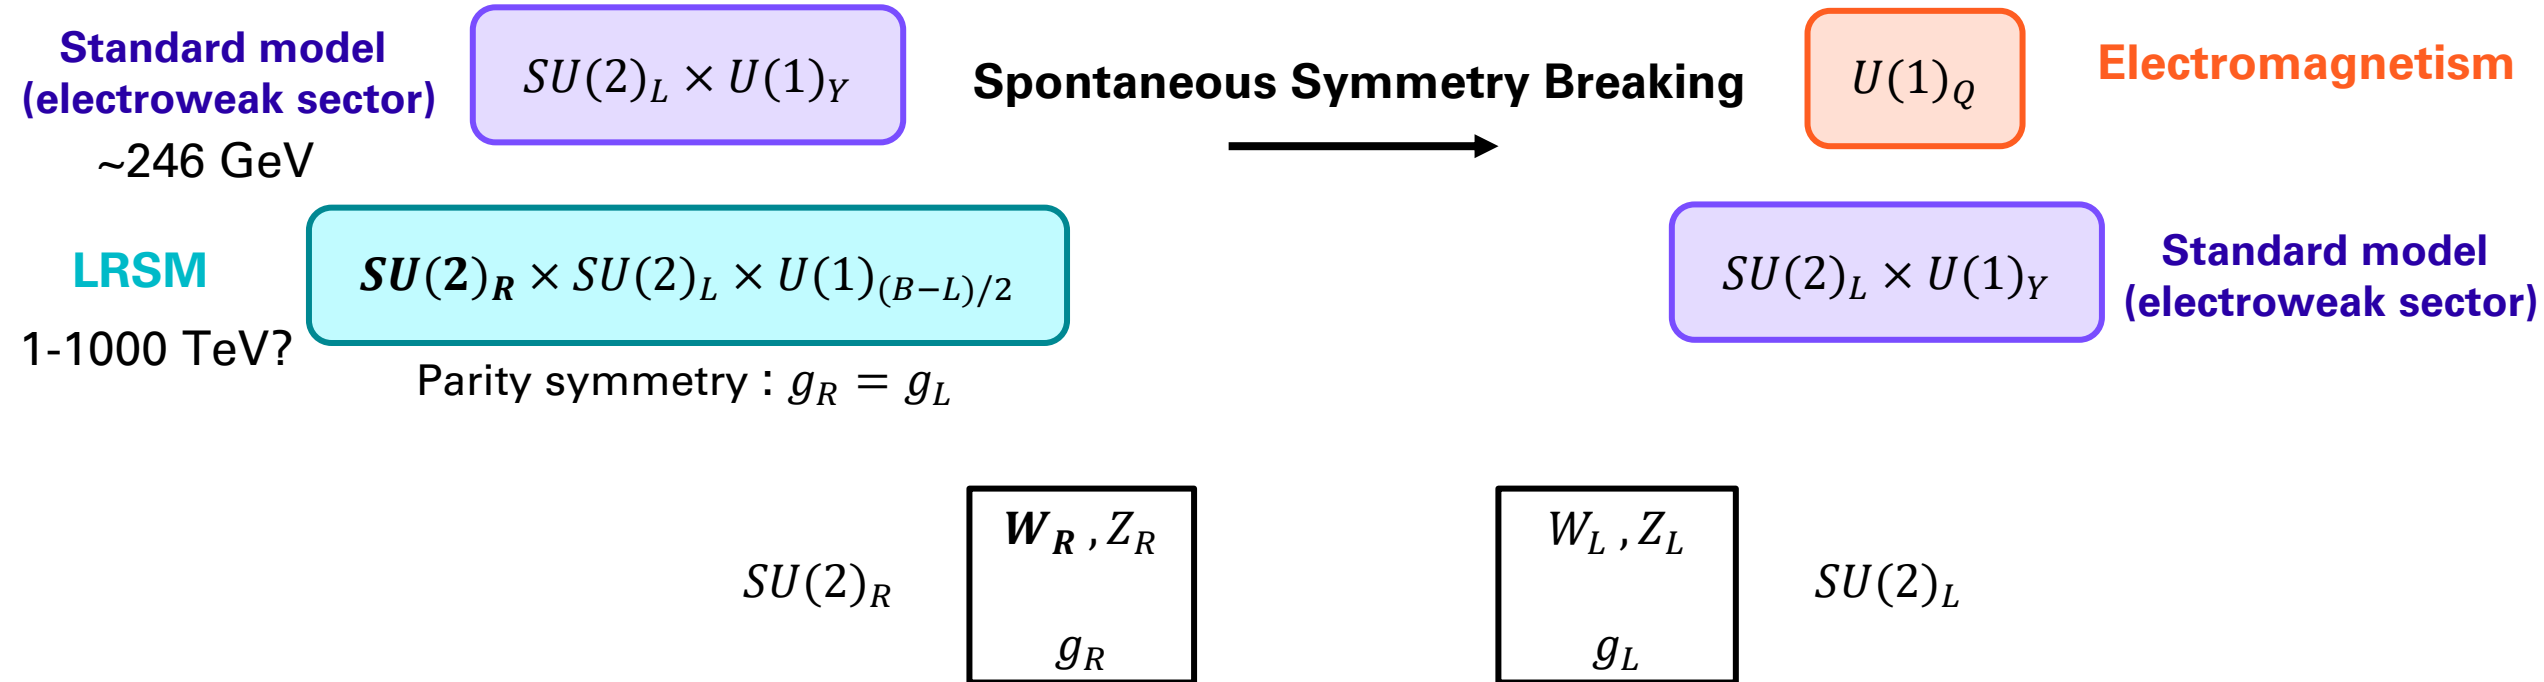 Standard model
(electroweak sector)
~246 GeV
SU(2)_L × U(1)_Y
Spontaneous Symmetry Breaking
U(1)_Q
Electromagnetism
LRSM
1-1000 TeV?
SU(2)_R × SU(2)_L × U(1)_{(B−L)/2}
Parity symmetry : g_R = g_L
SU(2)_L × U(1)_Y
Standard model
(electroweak sector)
SU(2)_R
W_R , Z_R
g_R
W_L , Z_L
g_L
SU(2)_L